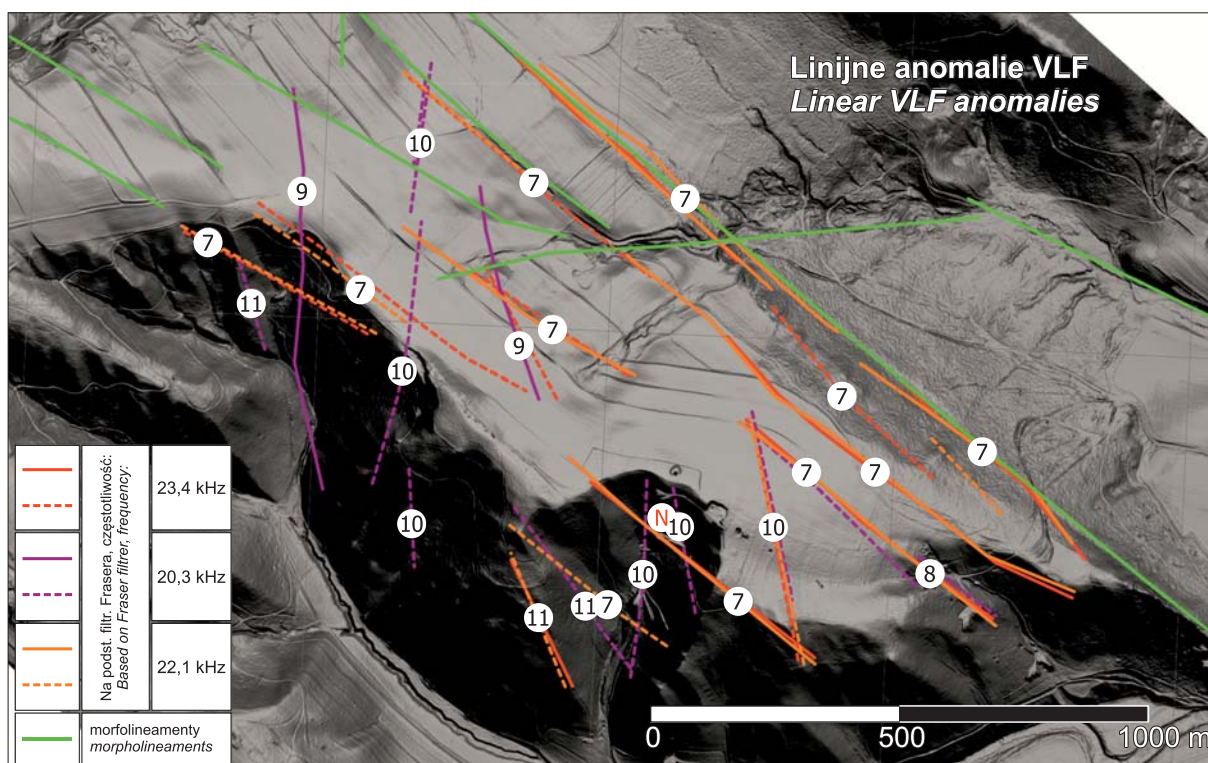 Linijne anomalie VLF
Linear VLF anomalies
10
9
7
7
7
11
7
7
9
10
7
7
7
7
10
N
10
10
10
8
10
7
11
7
11
Na podst. filtr. Frasera, częstotliwość:
Based on Fraser filtrer, frequency:
23,4 kHz
20,3 kHz
22,1 kHz
morfolineamenty
morpholineaments
0
500
1000 m